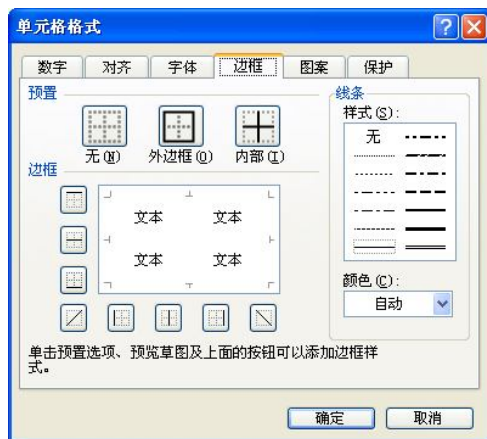 单元格格式
数字 对齐 字体 边框 图案 保护
预置
无(N) 外边框(O) 内部(I)
边框
文本 文本
文本 文本
线条
样式(S):
无
颜色(C):
自动
单击预置选项、预览草图及上面的按钮可以添加边框样
式。
确定 取消